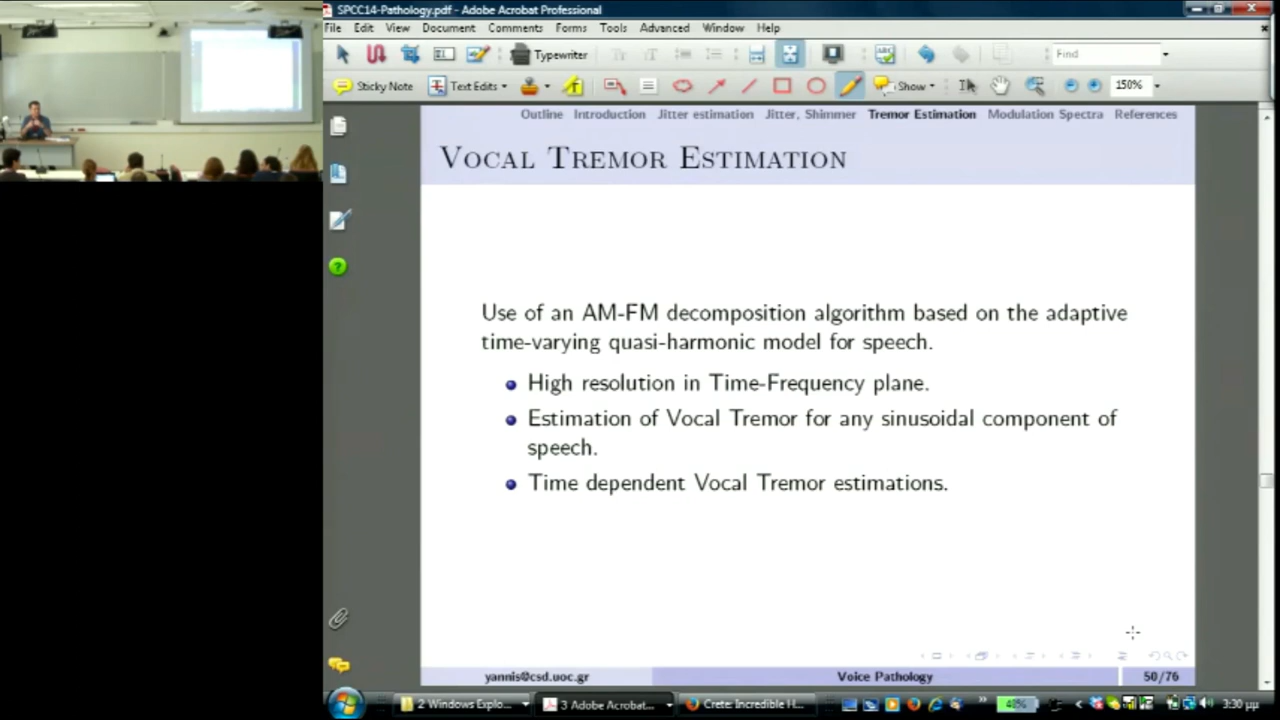 SPCC14-Pathology.pdf - Adobe Acrobat Professional
File Edit View Document Comments Forms Tools Advanced Window Help
Typewriter Find
Sticky Note Text Edits Show 150%
Outline Introduction Jitter estimation Jitter, Shimmer Tremor Estimation Modulation Spectra References
Vocal Tremor Estimation
Use of an AM-FM decomposition algorithm based on the adaptive
time-varying quasi-harmonic model for speech.
High resolution in Time-Frequency plane.
Estimation of Vocal Tremor for any sinusoidal component of
speech.
Time dependent Vocal Tremor estimations.
yannis@csd.uoc.gr Voice Pathology 50/76
2 Windows Explo... 3 Adobe Acrobat... Crete: Incredible H... 3:30 μμ